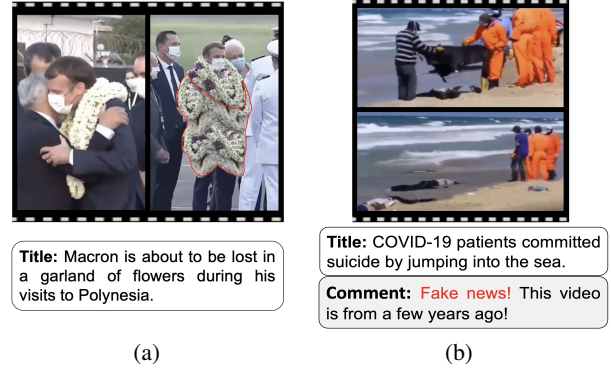 Title: Macron is about to be lost in
a garland of flowers during his
visits to Polynesia.
(a)
Title: COVID-19 patients committed
suicide by jumping into the sea.
Comment: Fake news! This video
is from a few years ago!
(b)